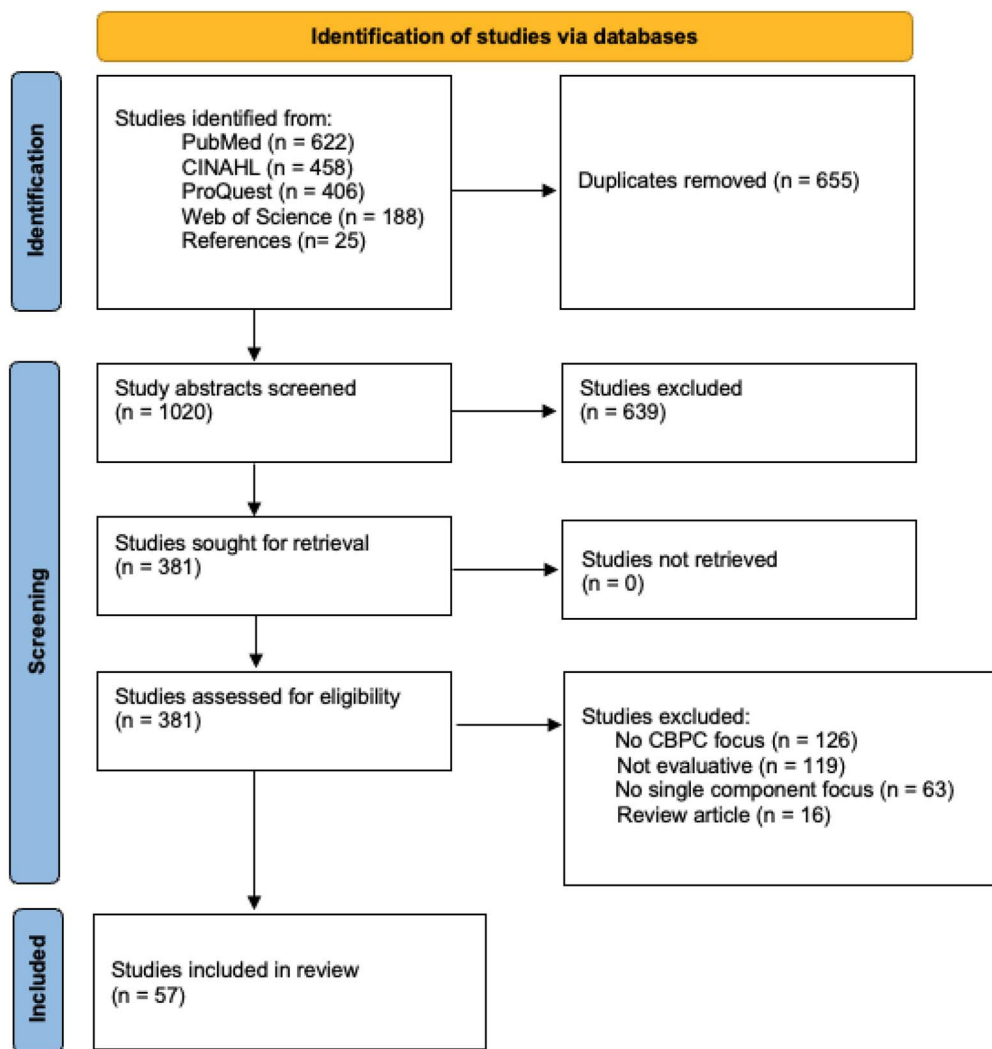 Identification of studies via databases
Identification
Studies identified from:
PubMed (n = 622)
CINAHL (n = 458)
ProQuest (n = 406)
Web of Science (n = 188)
References (n= 25)
Duplicates removed (n = 655)
Screening
Study abstracts screened
(n = 1020)
Studies excluded
(n = 639)
Studies sought for retrieval
(n = 381)
Studies not retrieved
(n = 0)
Studies assessed for eligibility
(n = 381)
Studies excluded:
No CBPC focus (n = 126)
Not evaluative (n = 119)
No single component focus (n = 63)
Review article (n = 16)
Included
Studies included in review
(n = 57)